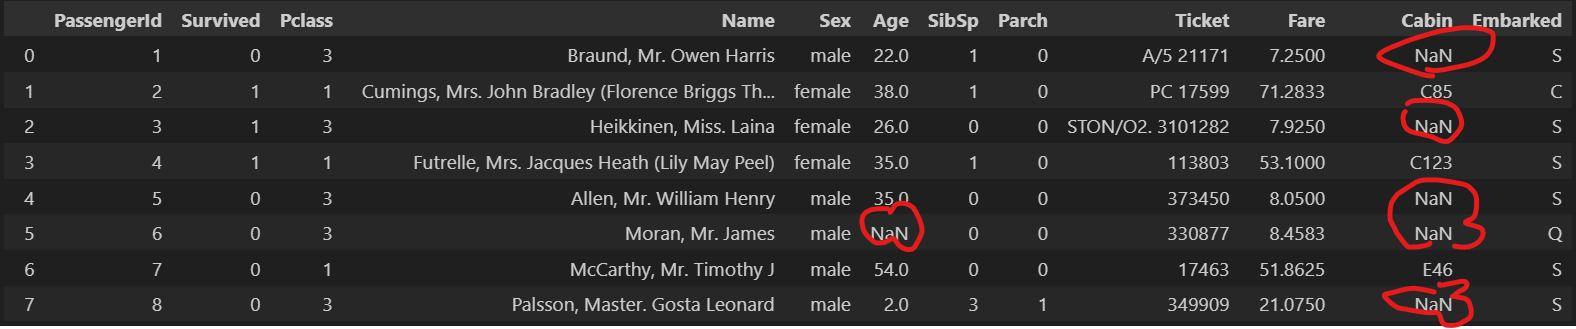 PassengerId Survived Pclass Name Sex Age SibSp Parch Ticket Fare Cabin Embarked
0 1 0 3 Braund, Mr. Owen Harris male 22.0 1 0 A/5 21171 7.2500 NaN S
1 2 1 1 Cumings, Mrs. John Bradley (Florence Briggs Th... female 38.0 1 0 PC 17599 71.2833 C85 C
2 3 1 3 Heikkinen, Miss. Laina female 26.0 0 0 STON/O2. 3101282 7.9250 NaN S
3 4 1 1 Futrelle, Mrs. Jacques Heath (Lily May Peel) female 35.0 1 0 113803 53.1000 C123 S
4 5 0 3 Allen, Mr. William Henry male 35.0 0 0 373450 8.0500 NaN S
5 6 0 3 Moran, Mr. James male NaN 0 0 330877 8.4583 NaN Q
6 7 0 1 McCarthy, Mr. Timothy J male 54.0 0 0 17463 51.8625 E46 S
7 8 0 3 Palsson, Master. Gosta Leonard male 2.0 3 1 349909 21.0750 NaN S